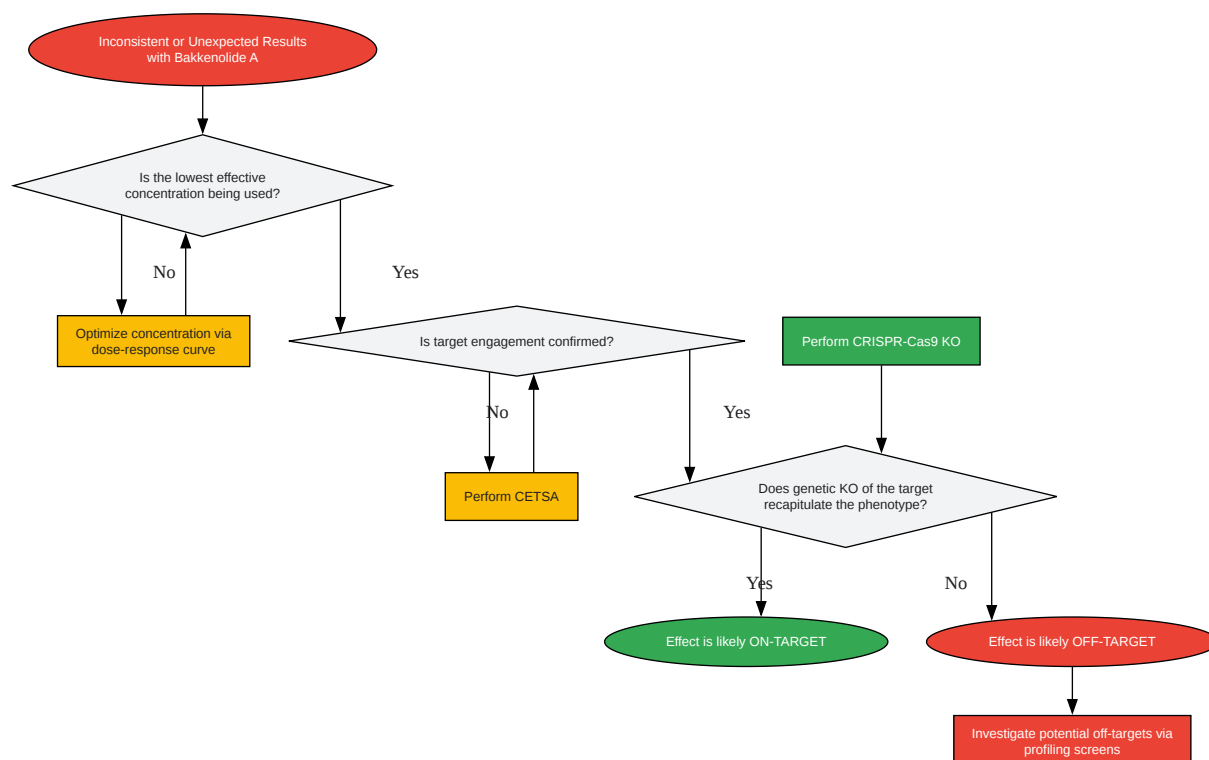 Inconsistent or Unexpected Results
with Bakkenolide A
Is the lowest effective
concentration being used?
No
Yes
Optimize concentration via
dose-response curve
Is target engagement confirmed?
Perform CRISPR-Cas9 KO
No
Yes
Perform CETSA
Does genetic KO of the target
recapitulate the phenotype?
Yes
No
Effect is likely ON-TARGET
Effect is likely OFF-TARGET
Investigate potential off-targets via
profiling screens